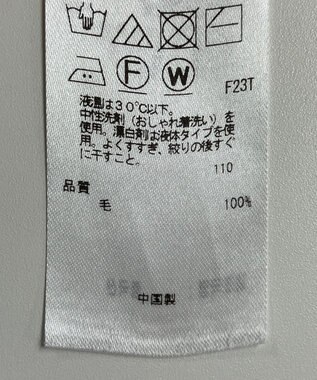 F
W
F23T
液温は30℃以下。
中性洗剤（おしゃれ着洗い）を
使用。漂白剤は液体タイプを使
用。よくすすぎ、絞りの後すぐ
に干すこと。
110
品質
毛 100%
中国製